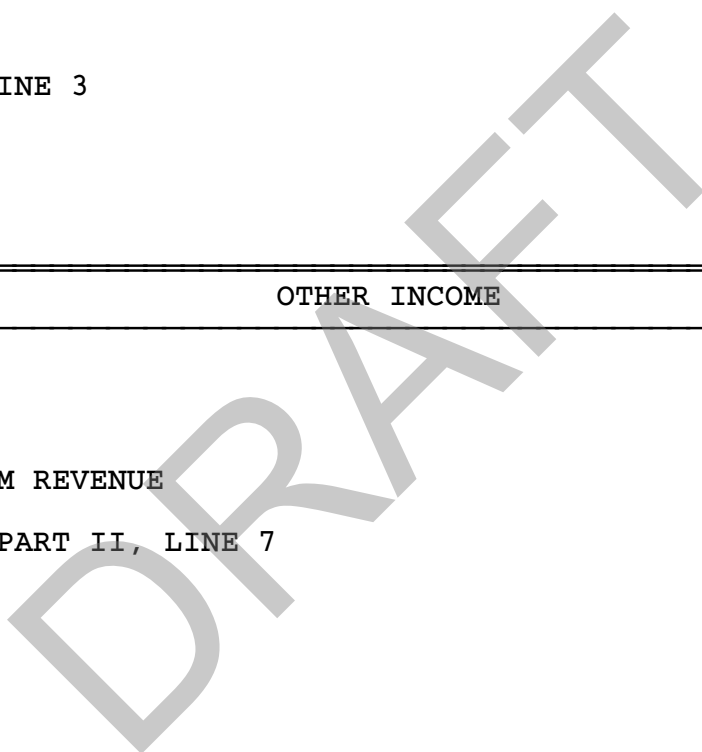 INE 3
OTHER INCOME
M REVENUE
PART II, LINE 7
DRAFT